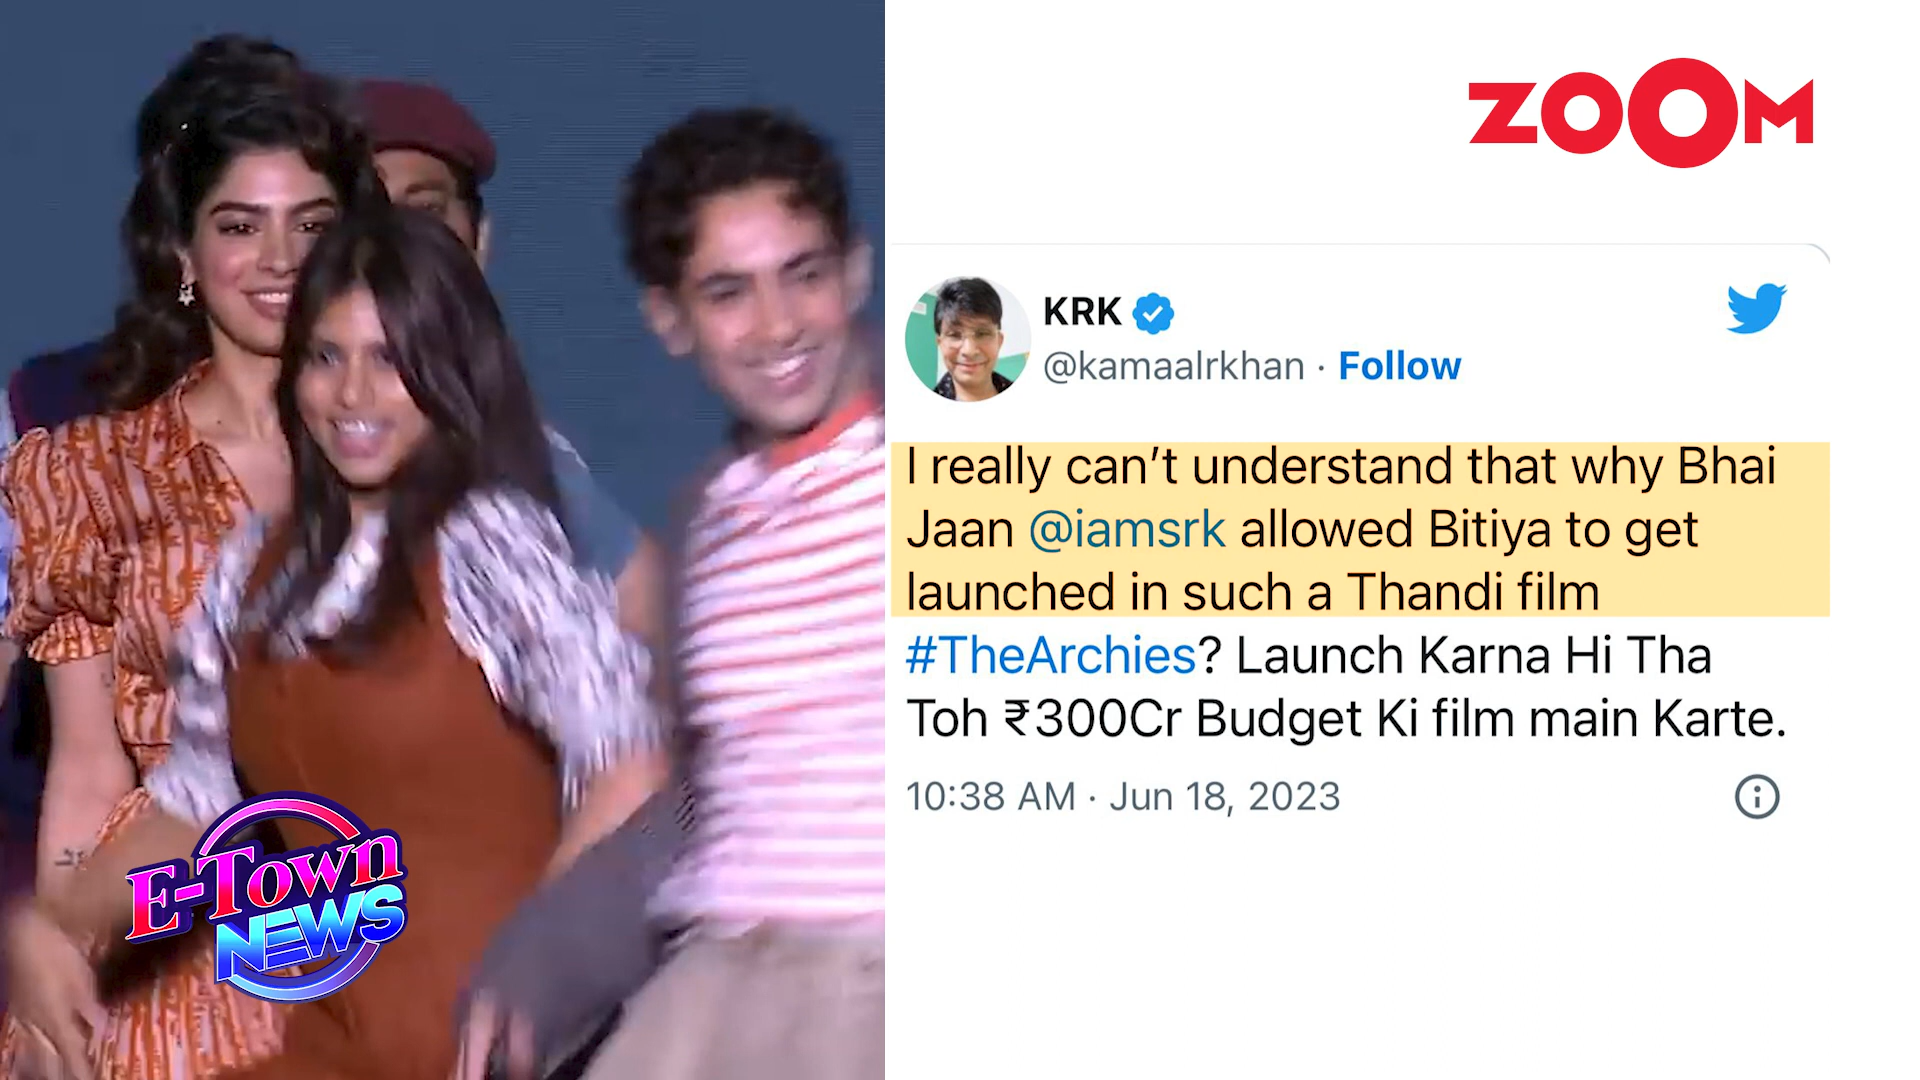 ZOOM
KRK
@kamaalrkhan · Follow
I really can’t understand that why Bhai
Jaan @iamsrk allowed Bitiya to get
launched in such a Thandi film
#TheArchies? Launch Karna Hi Tha
Toh ₹300Cr Budget Ki film main Karte.
10:38 AM · Jun 18, 2023
E-Town
NEWS